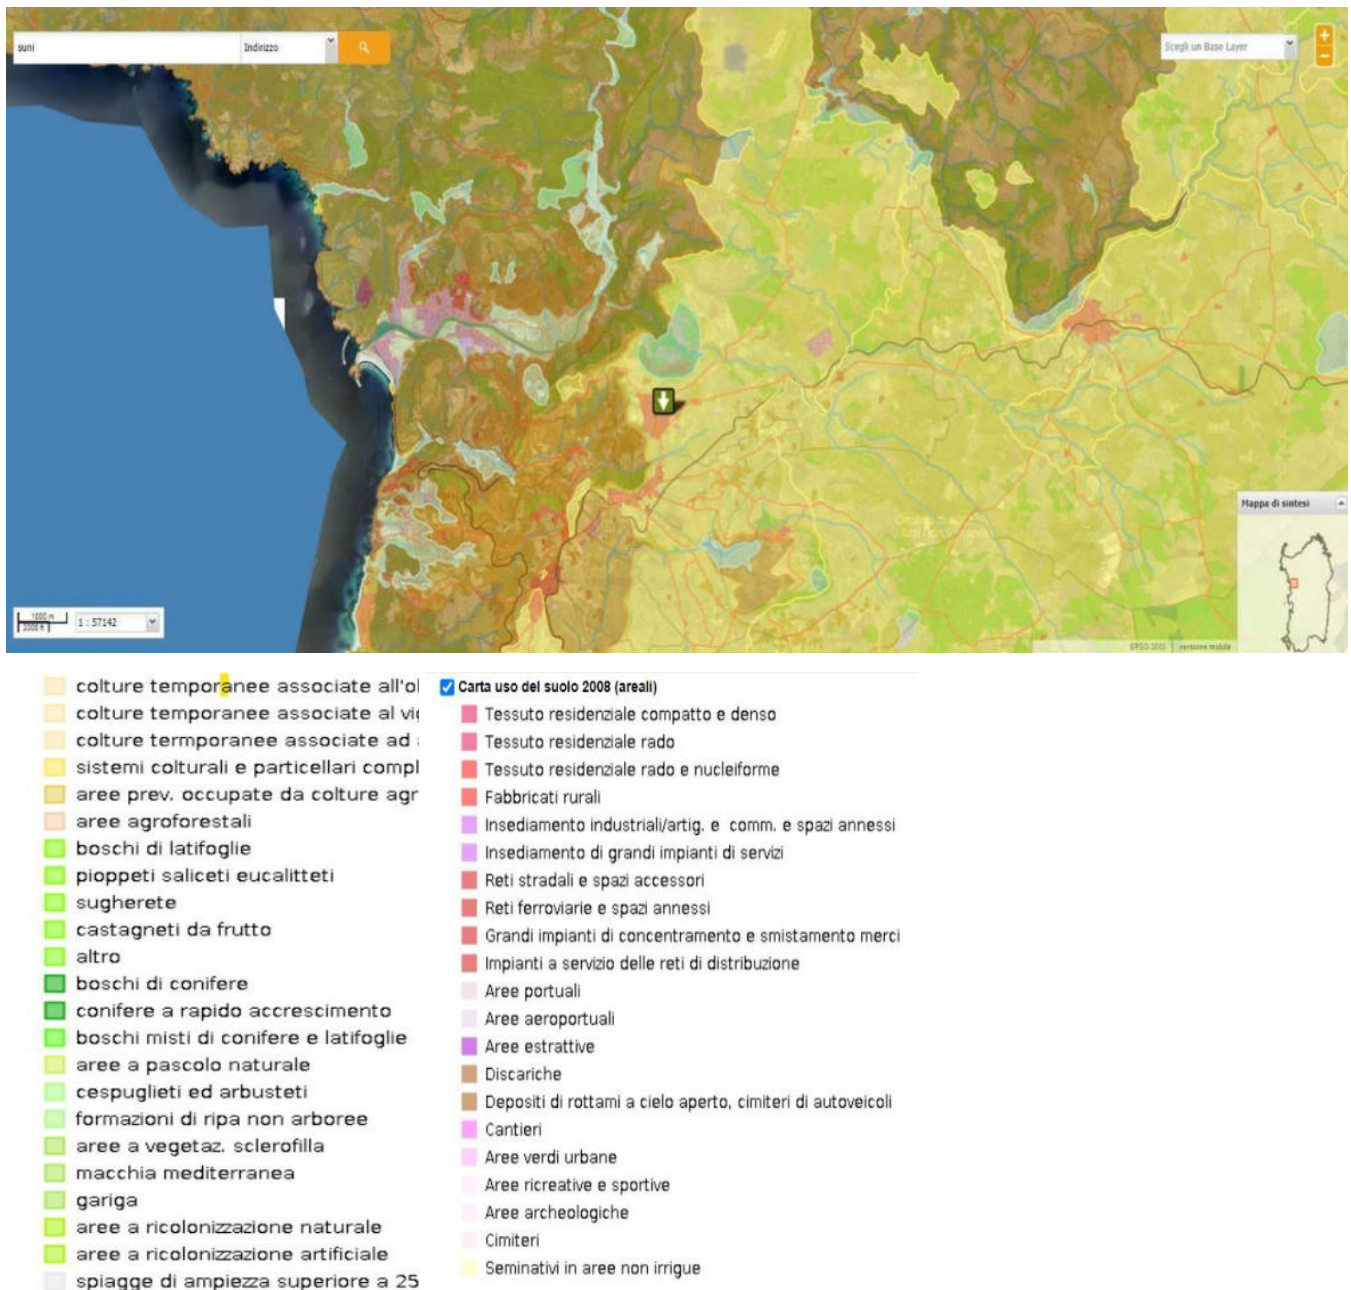 suni
Indirizzo
Scegli un Base Layer
+
−
Mappa di sintesi
1000 m
2000 ft
1 : 57142
versione mobile
colture temporanee associate all'ol
colture temporanee associate al vig
colture termporanee associate ad
sistemi colturali e particellari compl
aree prev. occupate da colture agr
aree agroforestali
boschi di latifoglie
pioppeti saliceti eucalitteti
sugherete
castagneti da frutto
altro
boschi di conifere
conifere a rapido accrescimento
boschi misti di conifere e latifoglie
aree a pascolo naturale
cespuglieti ed arbusteti
formazioni di ripa non arboree
aree a vegetaz. sclerofilla
macchia mediterranea
gariga
aree a ricolonizzazione naturale
aree a ricolonizzazione artificiale
spiagge di ampiezza superiore a 25
Carta uso del suolo 2008 (areali)
Tessuto residenziale compatto e denso
Tessuto residenziale rado
Tessuto residenziale rado e nucleiforme
Fabbricati rurali
Insediamento industriali/artig. e comm. e spazi annessi
Insediamento di grandi impianti di servizi
Reti stradali e spazi accessori
Reti ferroviarie e spazi annessi
Grandi impianti di concentramento e smistamento merci
Impianti a servizio delle reti di distribuzione
Aree portuali
Aree aeroportuali
Aree estrattive
Discariche
Depositi di rottami a cielo aperto, cimiteri di autoveicoli
Cantieri
Aree verdi urbane
Aree ricreative e sportive
Aree archeologiche
Cimiteri
Seminativi in aree non irrigue